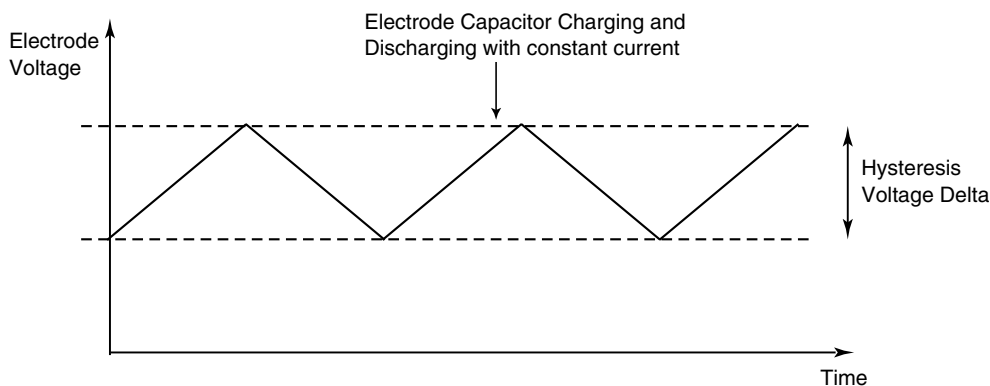 Electrode Capacitor Charging and
Discharging with constant current
Electrode
Voltage
Hysteresis
Voltage Delta
Time